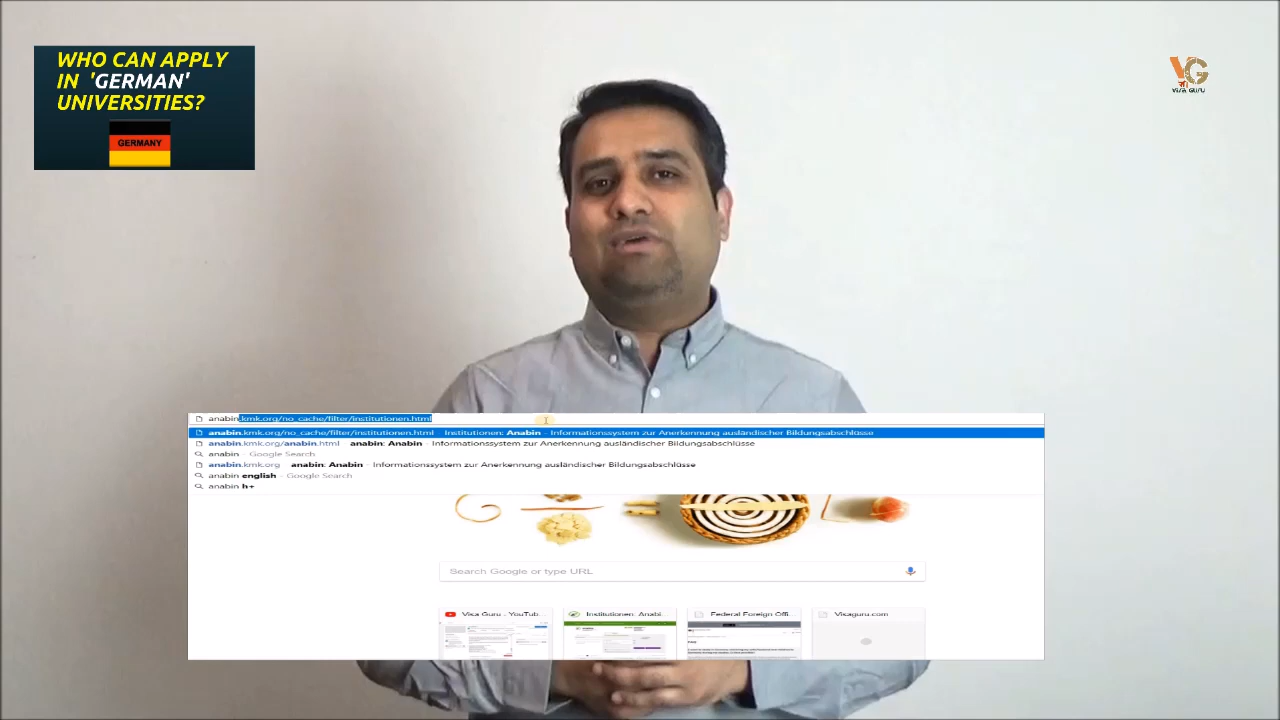 WHO CAN APPLY
IN 'GERMAN'
UNIVERSITIES?
GERMANY
VG
VISA GURU
anabin.kmk.org/no_cache/filter/institutionen.html
anabin.kmk.org/no_cache/filter/institutionen.html - Institutionen: Anabin - Informationssystem zur Anerkennung ausländischer Bildungsabschlüsse
anabin.kmk.org/anabin.html anabin: Anabin - Informationssystem zur Anerkennung ausländischer Bildungsabschlüsse
anabin - Google Search
anabin.kmk.org anabin: Anabin - Informationssystem zur Anerkennung ausländischer Bildungsabschlüsse
anabin english - Google Search
anabin h+
Search Google or type URL
Visa Guru - YouTub...
Institutionen: Anabi...
Federal Foreign Offi...
Visaguru.com